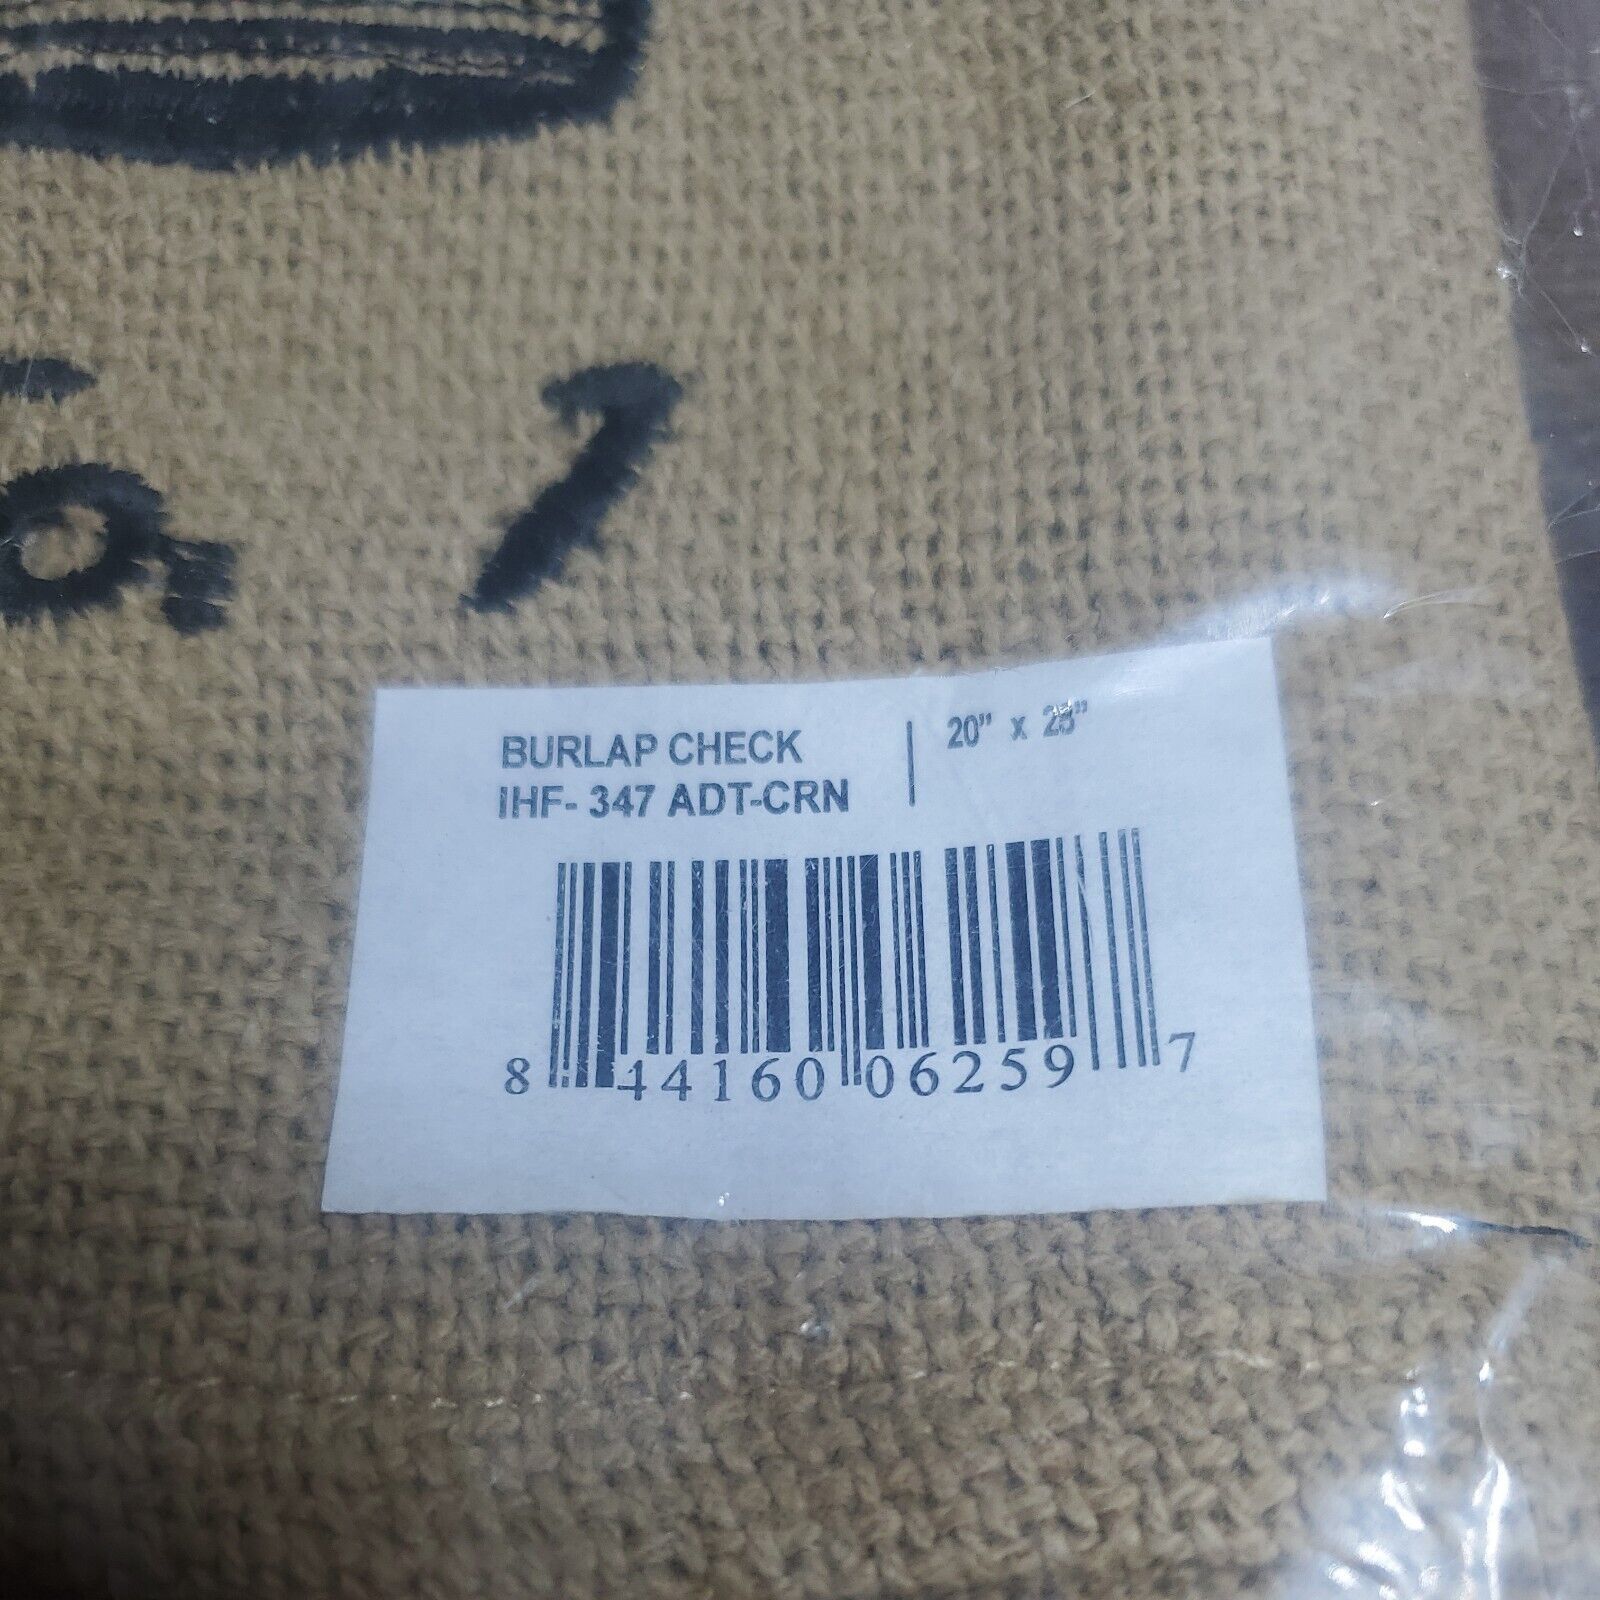 BURLAP CHECK
IHF- 347 ADT-CRN
20" x 28"
8 44160 06259 7